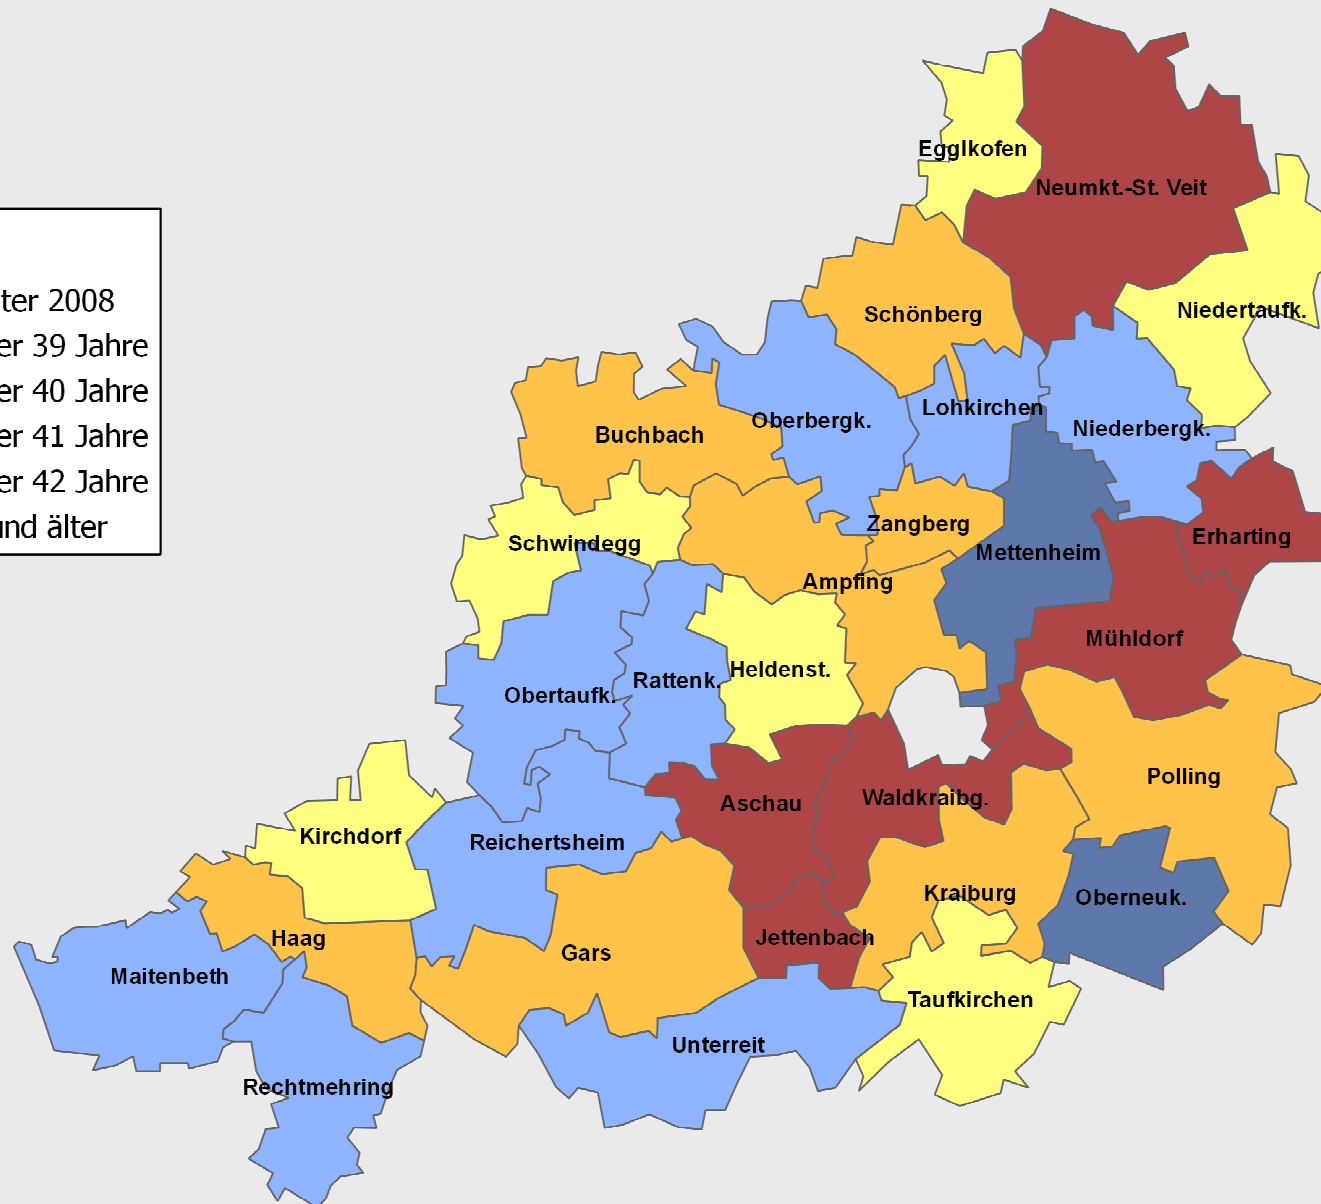 Egglkofen
Neumkt.-St. Veit
ter 2008
er 39 Jahre
er 40 Jahre
er 41 Jahre
er 42 Jahre
und älter
Schönberg
Niedertaufk.
Oberbergk.
Lohkirchen
Niederbergk.
Buchbach
Schwindegg
Zangberg
Mettenheim
Erharting
Ampfing
Mühldorf
Obertaufk.
Rattenk.
Heldenst.
Aschau
Waldkraibg.
Polling
Kirchdorf
Reichertsheim
Kraiburg
Oberneuk.
Haag
Gars
Jettenbach
Maitenbeth
Taufkirchen
Unterreit
Rechtmehring